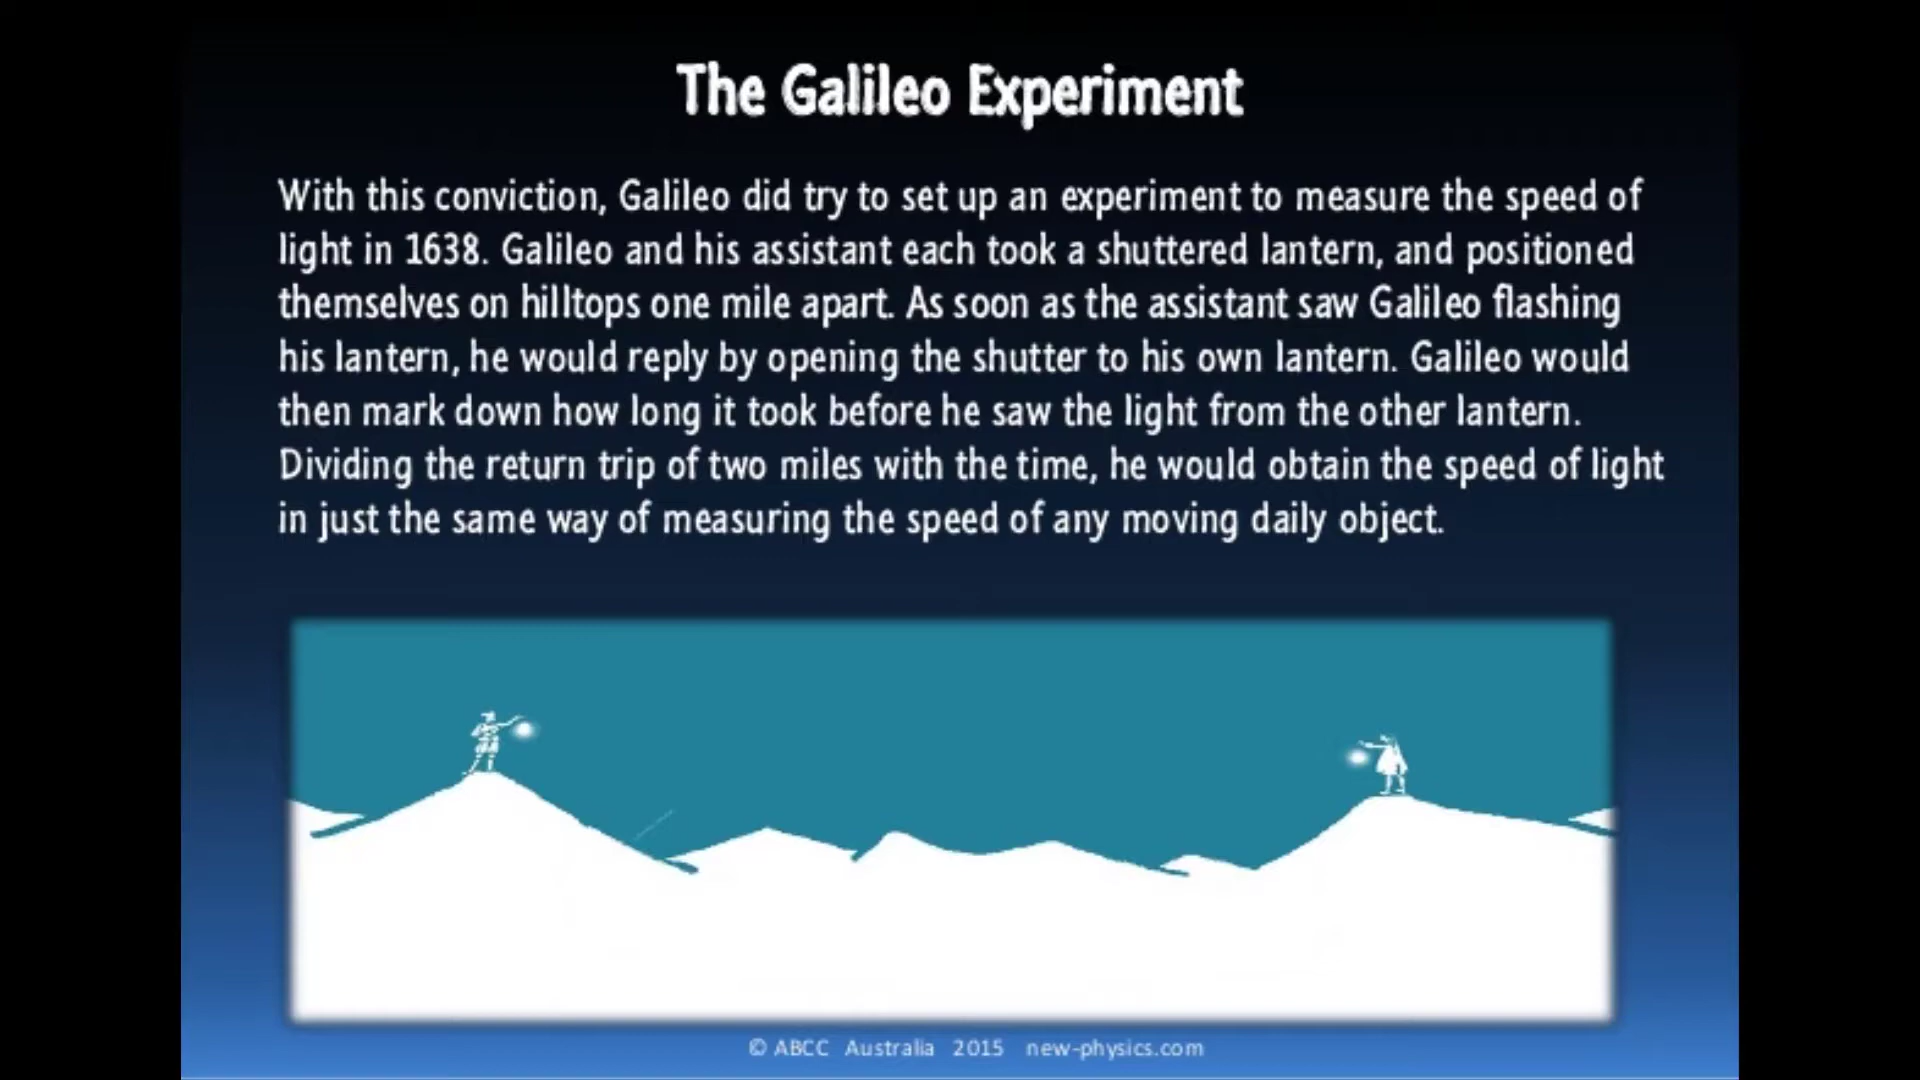 The Galileo Experiment
With this conviction, Galileo did try to set up an experiment to measure the speed of
light in 1638. Galileo and his assistant each took a shuttered lantern, and positioned
themselves on hilltops one mile apart. As soon as the assistant saw Galileo flashing
his lantern, he would reply by opening the shutter to his own lantern. Galileo would
then mark down how long it took before he saw the light from the other lantern.
Dividing the return trip of two miles with the time, he would obtain the speed of light
in just the same way of measuring the speed of any moving daily object.
© ABCC Australia 2015 new-physics.com